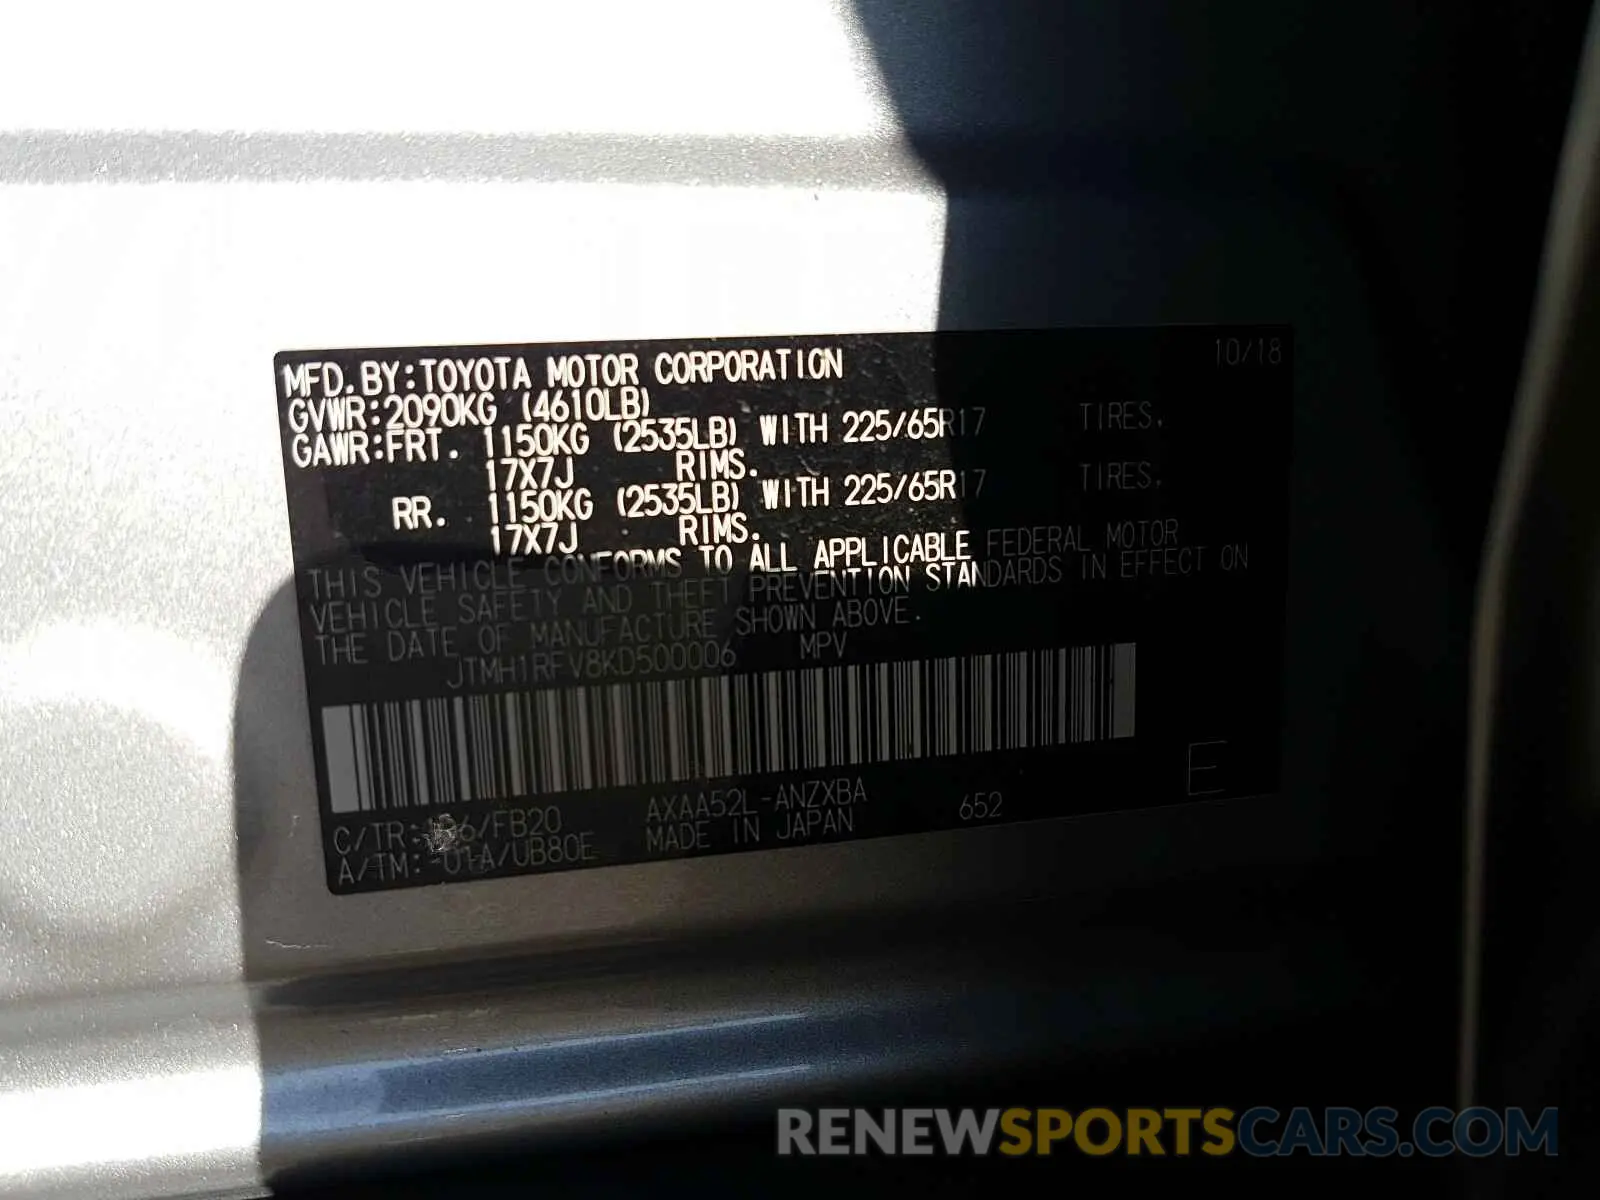 MFD.BY:TOYOTA MOTOR CORPORATION 10/18
GVWR:2090KG (4610LB)
GAWR:FRT. 1150KG (2535LB) WITH 225/65R17 TIRES.
17X7J RIMS.
RR. 1150KG (2535LB) WITH 225/65R17 TIRES.
17X7J RIMS.
THIS VEHICLE CONFORMS TO ALL APPLICABLE FEDERAL MOTOR
VEHICLE SAFETY AND THEFT PREVENTION STANDARDS IN EFFECT ON
THE DATE OF MANUFACTURE SHOWN ABOVE.
JTMH1RFV8KD500006 MPV
C/TR: /FB20 AXAA52L-ANZXBA 652 E
A/TM:-01A/UB80E MADE IN JAPAN
RENEWSPORTSCARS.COM